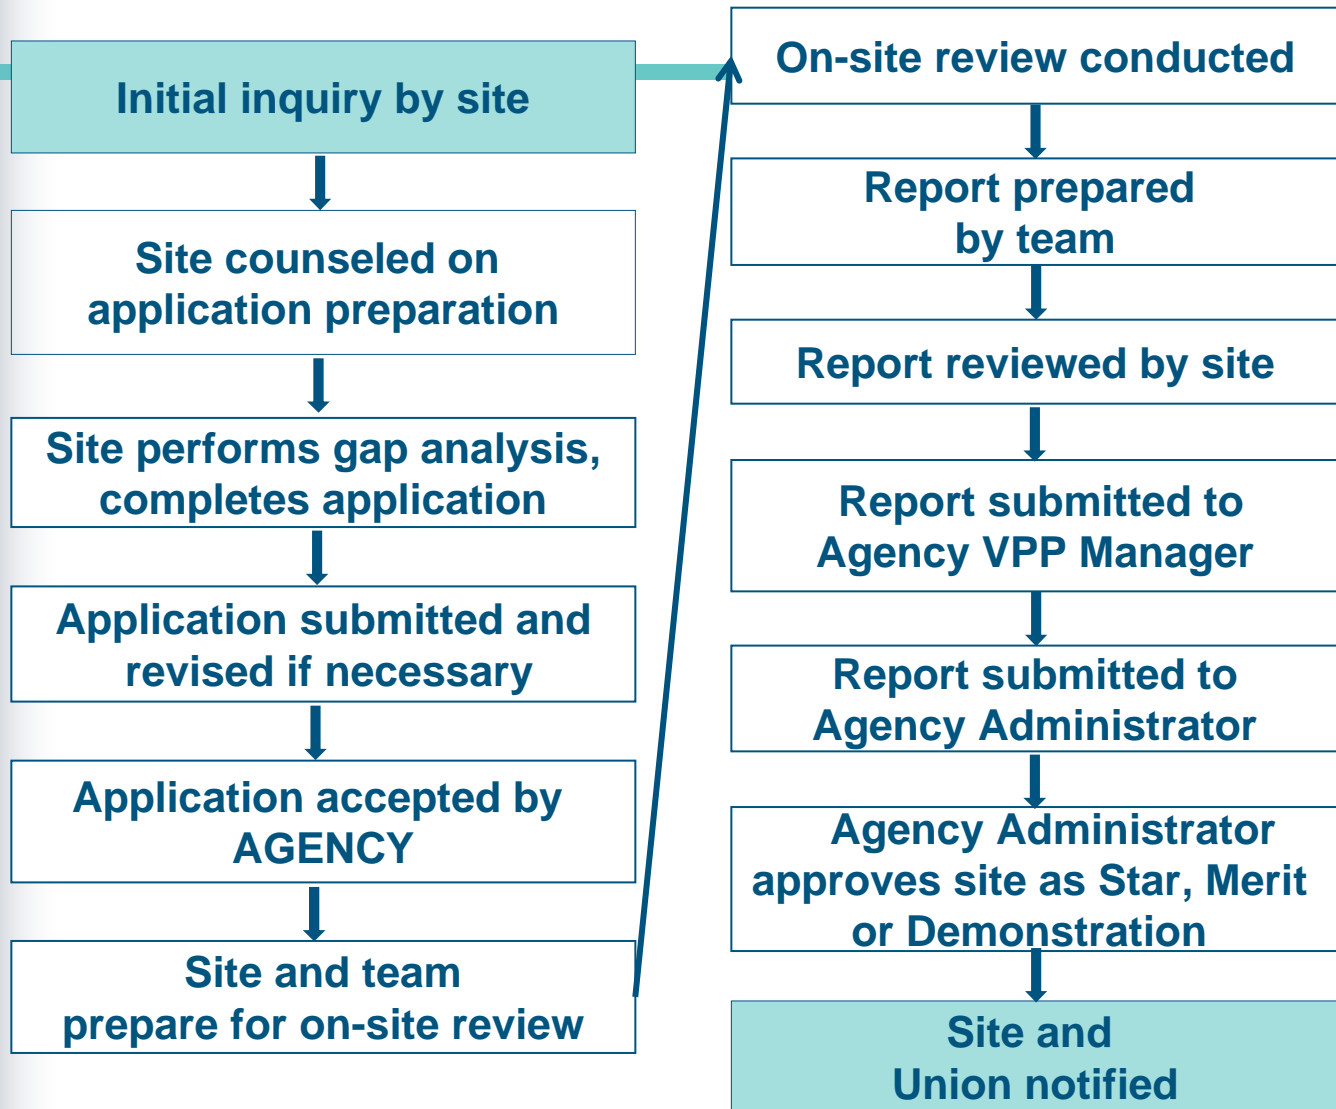 Initial inquiry by site
Site counseled on
application preparation
Site performs gap analysis,
completes application
Application submitted and
revised if necessary
Application accepted by
AGENCY
Site and team
prepare for on-site review
On-site review conducted
Report prepared
by team
Report reviewed by site
Report submitted to
Agency VPP Manager
Report submitted to
Agency Administrator
Agency Administrator
approves site as Star, Merit
or Demonstration
Site and
Union notified